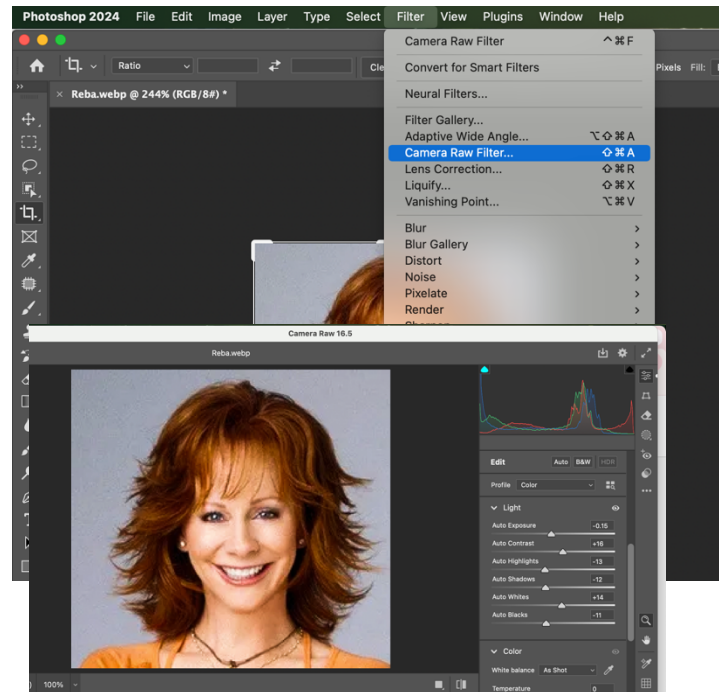 Photoshop 2024 File Edit Image Layer Type Select Filter View Plugins Window Help
Camera Raw Filter ^⌘F
Ratio
Cle
Pixels Fill:
Convert for Smart Filters
× Reba.webp @ 244% (RGB/8#) *
Neural Filters...
Filter Gallery...
Adaptive Wide Angle... ⌥⇧⌘A
Camera Raw Filter... ⇧⌘A
Lens Correction... ⇧⌘R
Liquify... ⇧⌘X
Vanishing Point... ⌥⌘V
Blur
Blur Gallery
Distort
Noise
Pixelate
Render
Camera Raw 16.5
Reba.webp
Edit Auto B&W HDR
Profile Color
Light
Auto Exposure -0.15
Auto Contrast +16
Auto Highlights -13
Auto Shadows -12
Auto Whites +14
Auto Blacks -11
Color
White balance As Shot
100%
Temperature 0